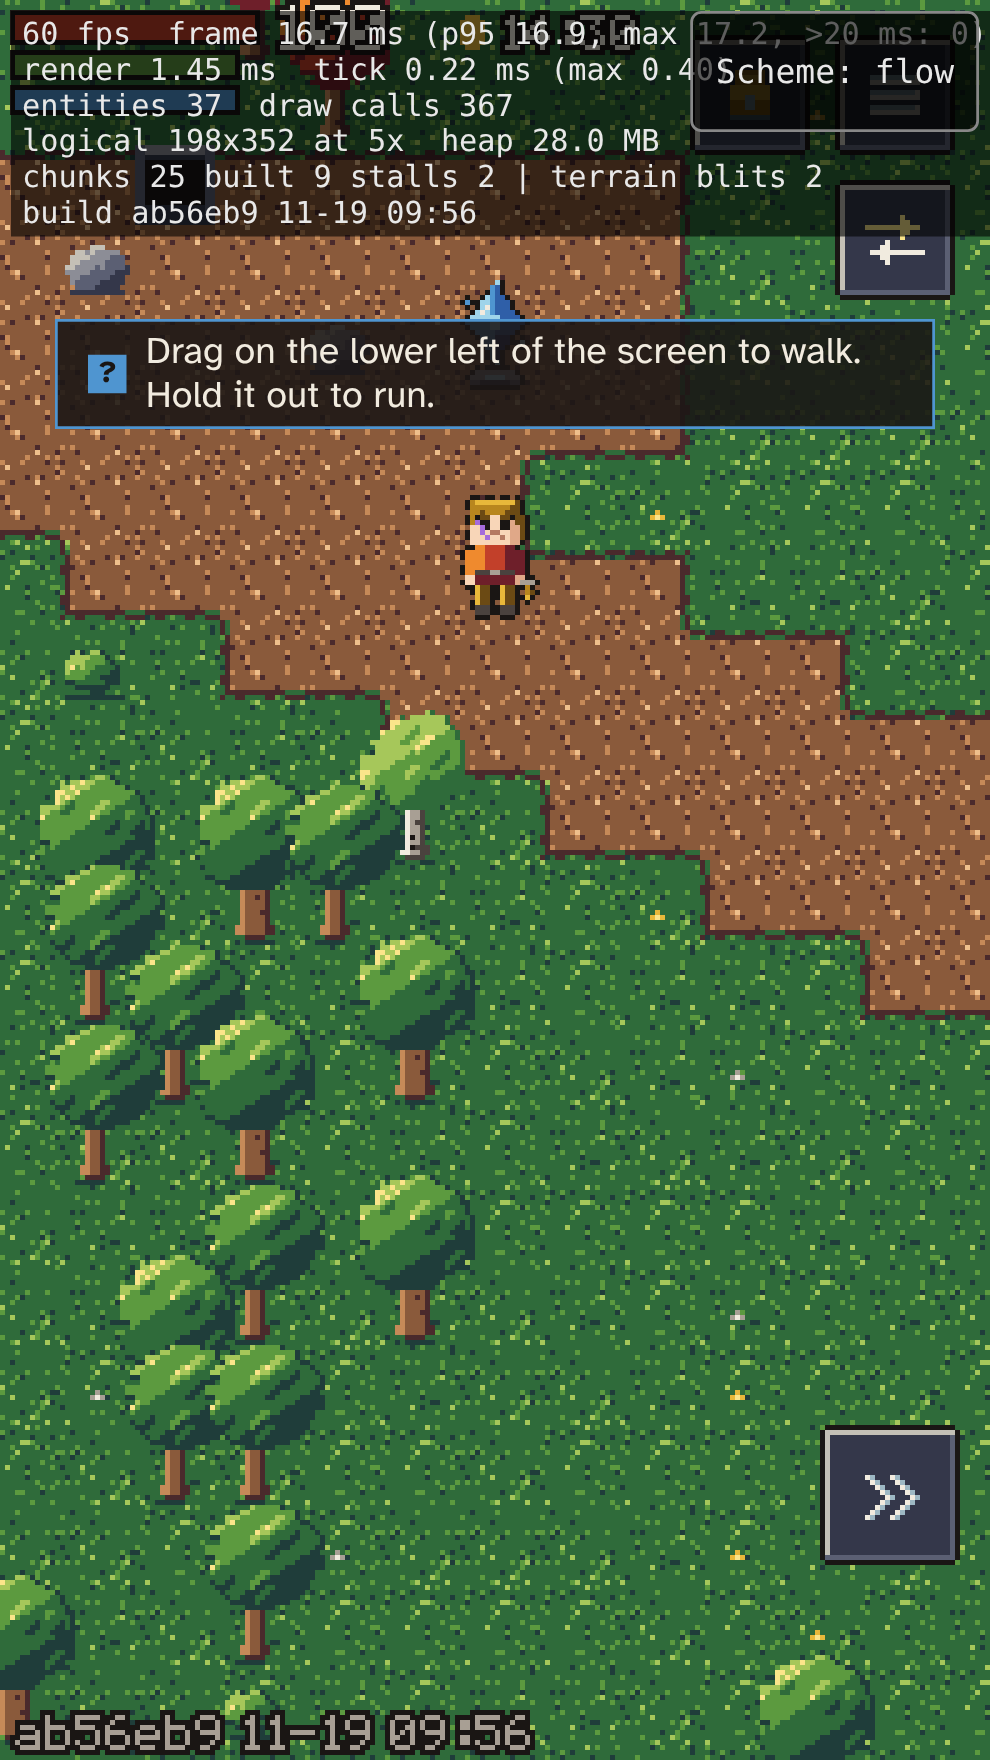 60 fps  frame 16.7 ms (p95 16.9, max 17.2, >20 ms: 0)
render 1.45 ms  tick 0.22 ms (max 0.40)
Scheme: flow
entities 37  draw calls 367
logical 198x352 at 5x  heap 28.0 MB
chunks 25 built 9 stalls 2 | terrain blits 2
build ab56eb9 11-19 09:56
? Drag on the lower left of the screen to walk.
Hold it out to run.
ab56eb9 11-19 09:56